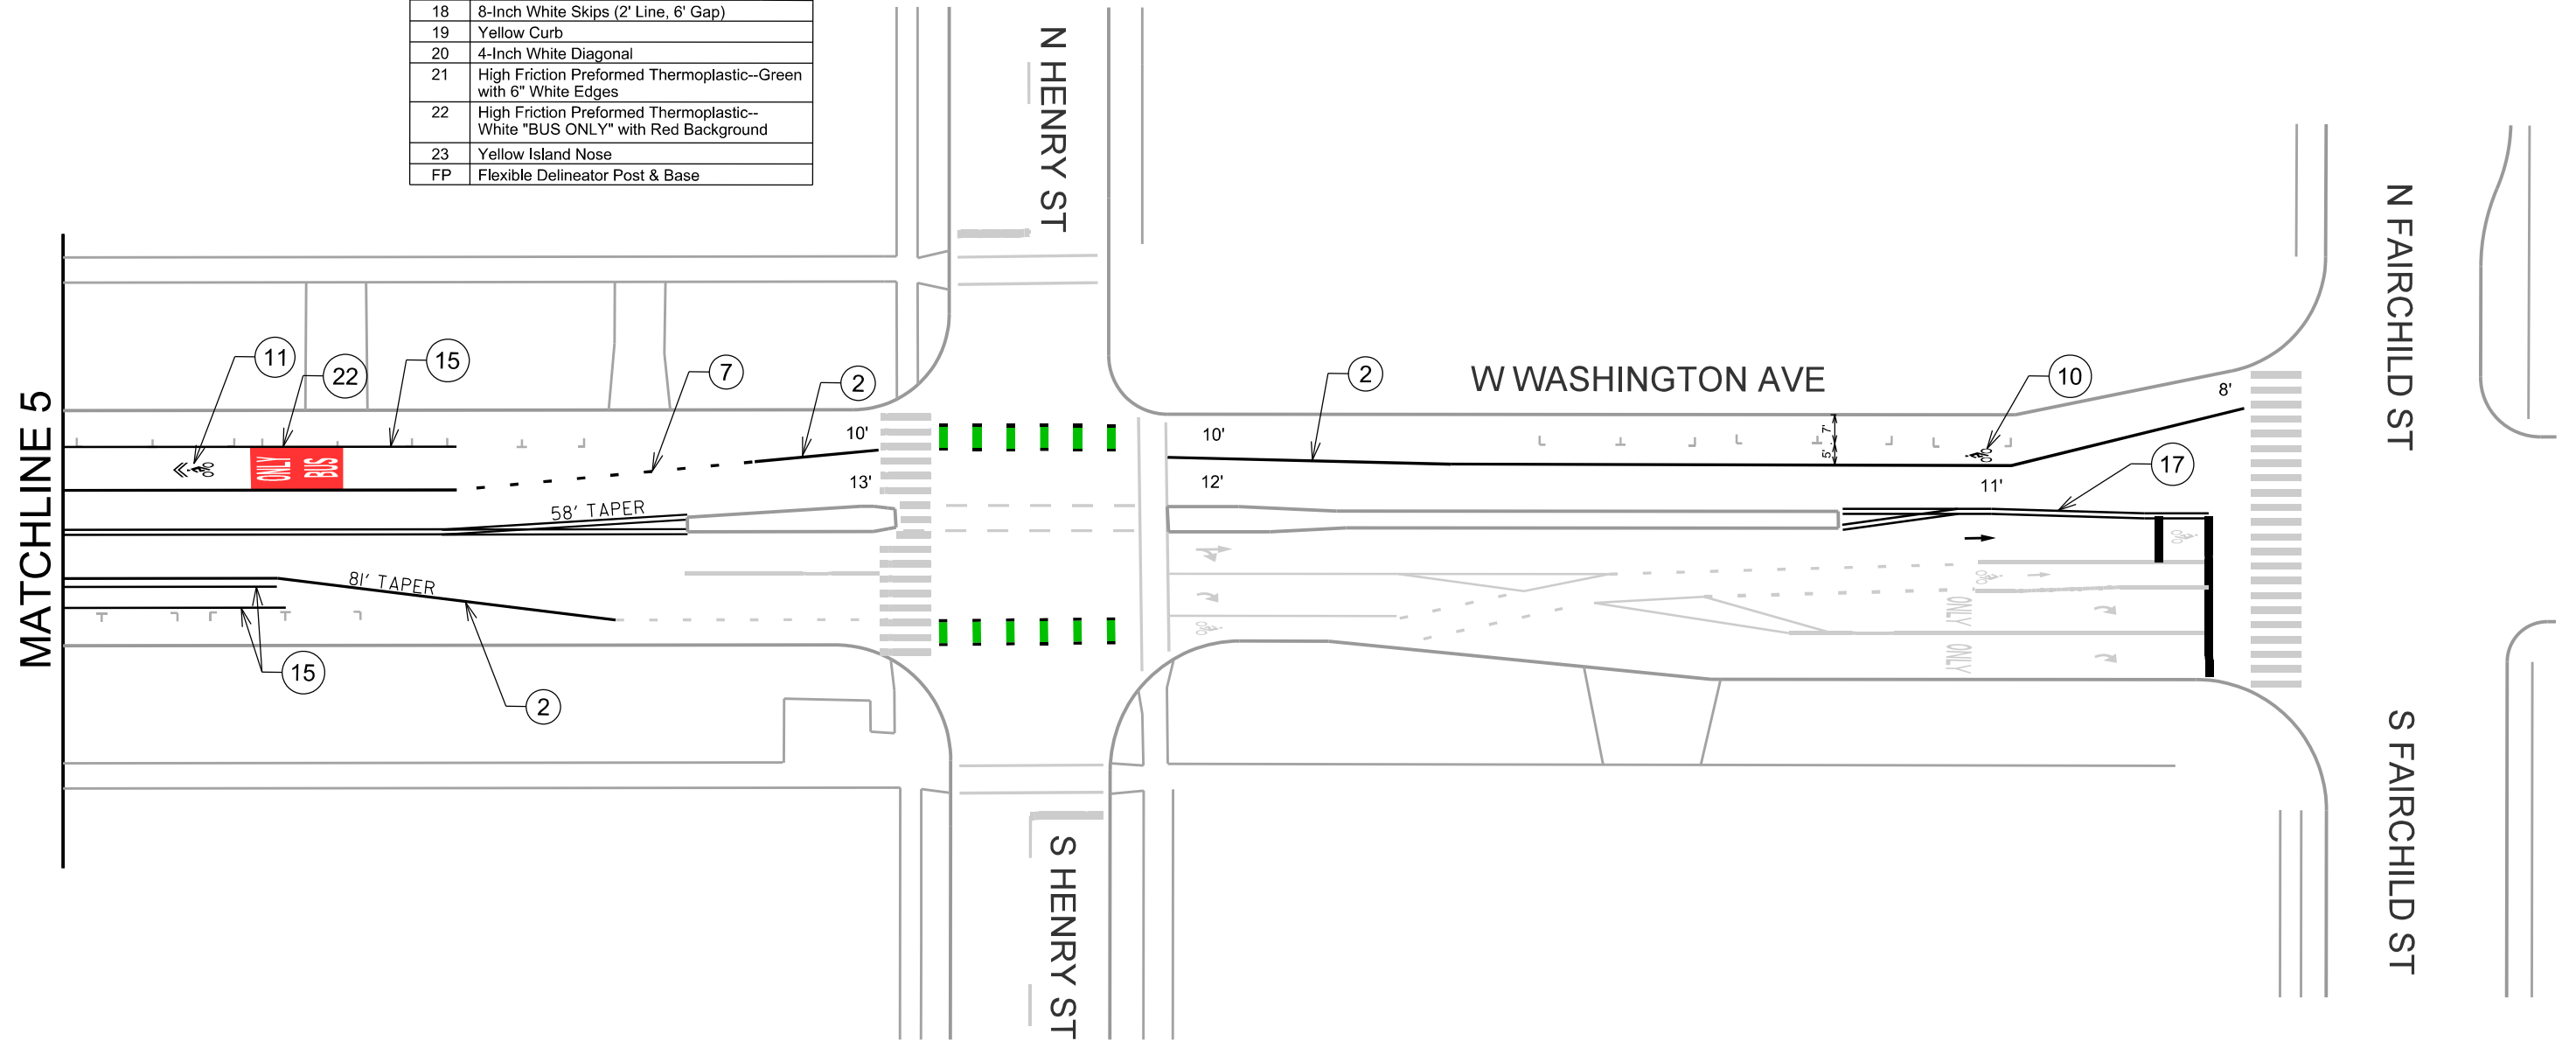 18 8-Inch White Skips (2' Line, 6' Gap)
19 Yellow Curb
20 4-Inch White Diagonal
21 High Friction Preformed Thermoplastic--Green
with 6" White Edges
22 High Friction Preformed Thermoplastic--
White "BUS ONLY" with Red Background
23 Yellow Island Nose
FP Flexible Delineator Post & Base
N HENRY ST
N FAIRCHILD ST
W WASHINGTON AVE
MATCHLINE 5
11
22
15
7
2
2
10
17
10'
10'
7'
5'
8'
13'
12'
11'
ONLY
BUS
58' TAPER
81' TAPER
15
2
ONLY
ONLY
S HENRY ST
S FAIRCHILD ST